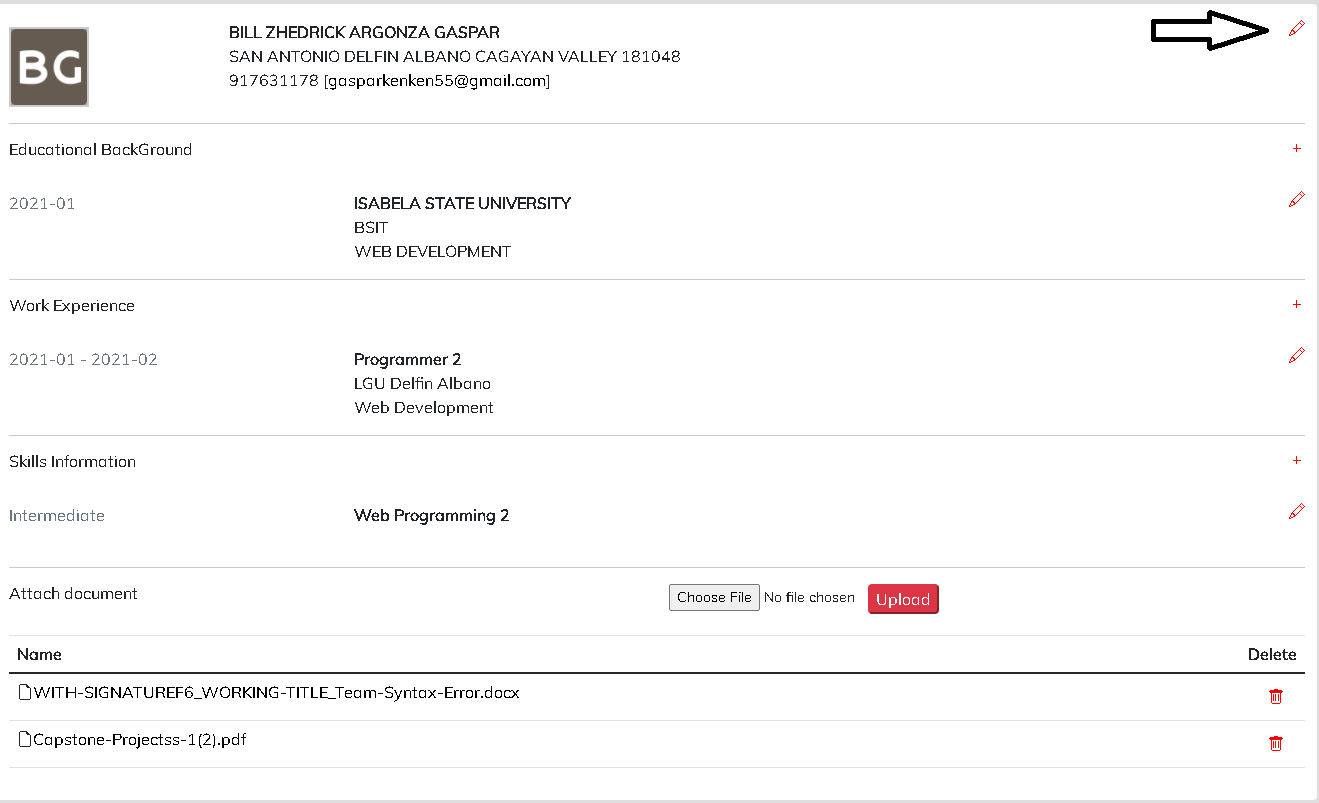 BG
BILL ZHEDRICK ARGONZA GASPAR
SAN ANTONIO DELFIN ALBANO CAGAYAN VALLEY 181048
917631178 [gasparkenken55@gmail.com]
Educational BackGround +
2021-01 ISABELA STATE UNIVERSITY
BSIT
WEB DEVELOPMENT
Work Experience +
2021-01 - 2021-02 Programmer 2
LGU Delfin Albano
Web Development
Skills Information +
Intermediate Web Programming 2
Attach document Choose File No file chosen Upload
Name Delete
WITH-SIGNATUREF6_WORKING-TITLE_Team-Syntax-Error.docx
Capstone-Projectss-1(2).pdf